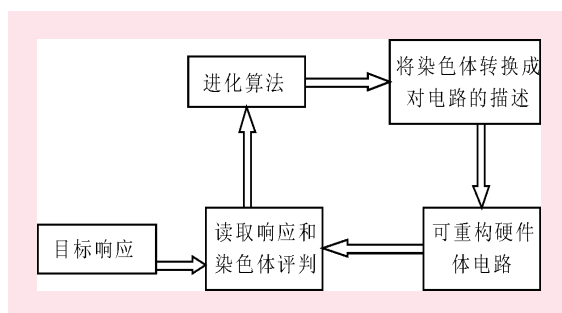 进化算法
将染色体转换成
对电路的描述
目标响应
读取响应和
染色体评判
可重构硬件
体电路